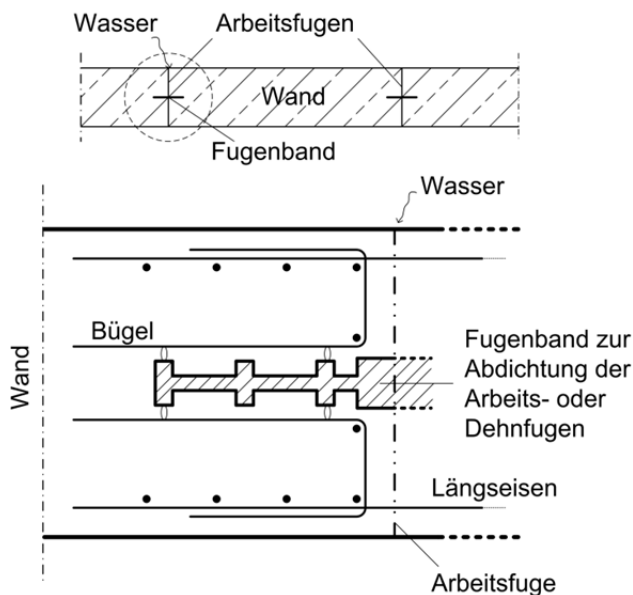 Wasser
Arbeitsfugen
Wand
Fugenband
Wasser
Bügel
Wand
Fugenband zur
Abdichtung der
Arbeits- oder
Dehnfugen
Längseisen
Arbeitsfuge